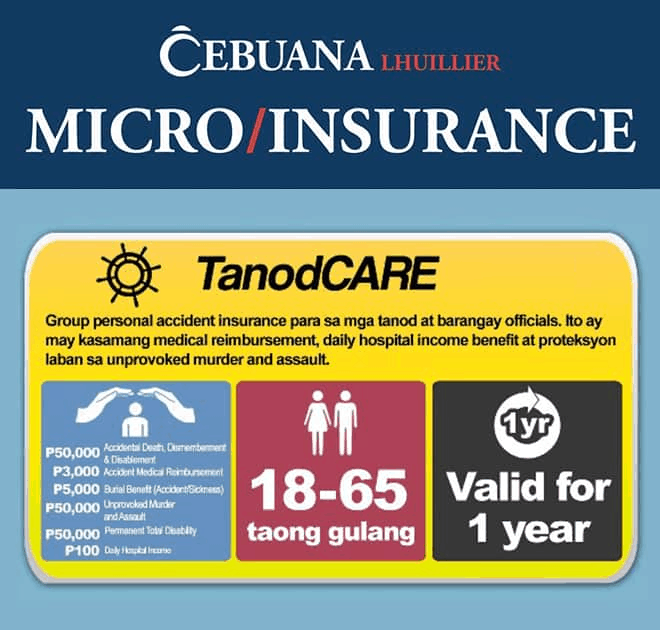 ĈEBUANA LHUILLIER
MICRO/INSURANCE
TanodCARE
Group personal accident insurance para sa mga tanod at barangay officials. Ito ay
may kasamang medical reimbursement, daily hospital income benefit at proteksyon
laban sa unprovoked murder and assault.
P50,000 Accidental Death, Dismemberment
& Disablement
P3,000 Accident Medical Reimbursement
P5,000 Burial Benefit (Accident/Sickness)
P50,000 Unprovoked Murder
and Assault
P50,000 Permanent Total Disability
P100 Daily Hospital Income
18-65
taong gulang
1yr
Valid for
1 year